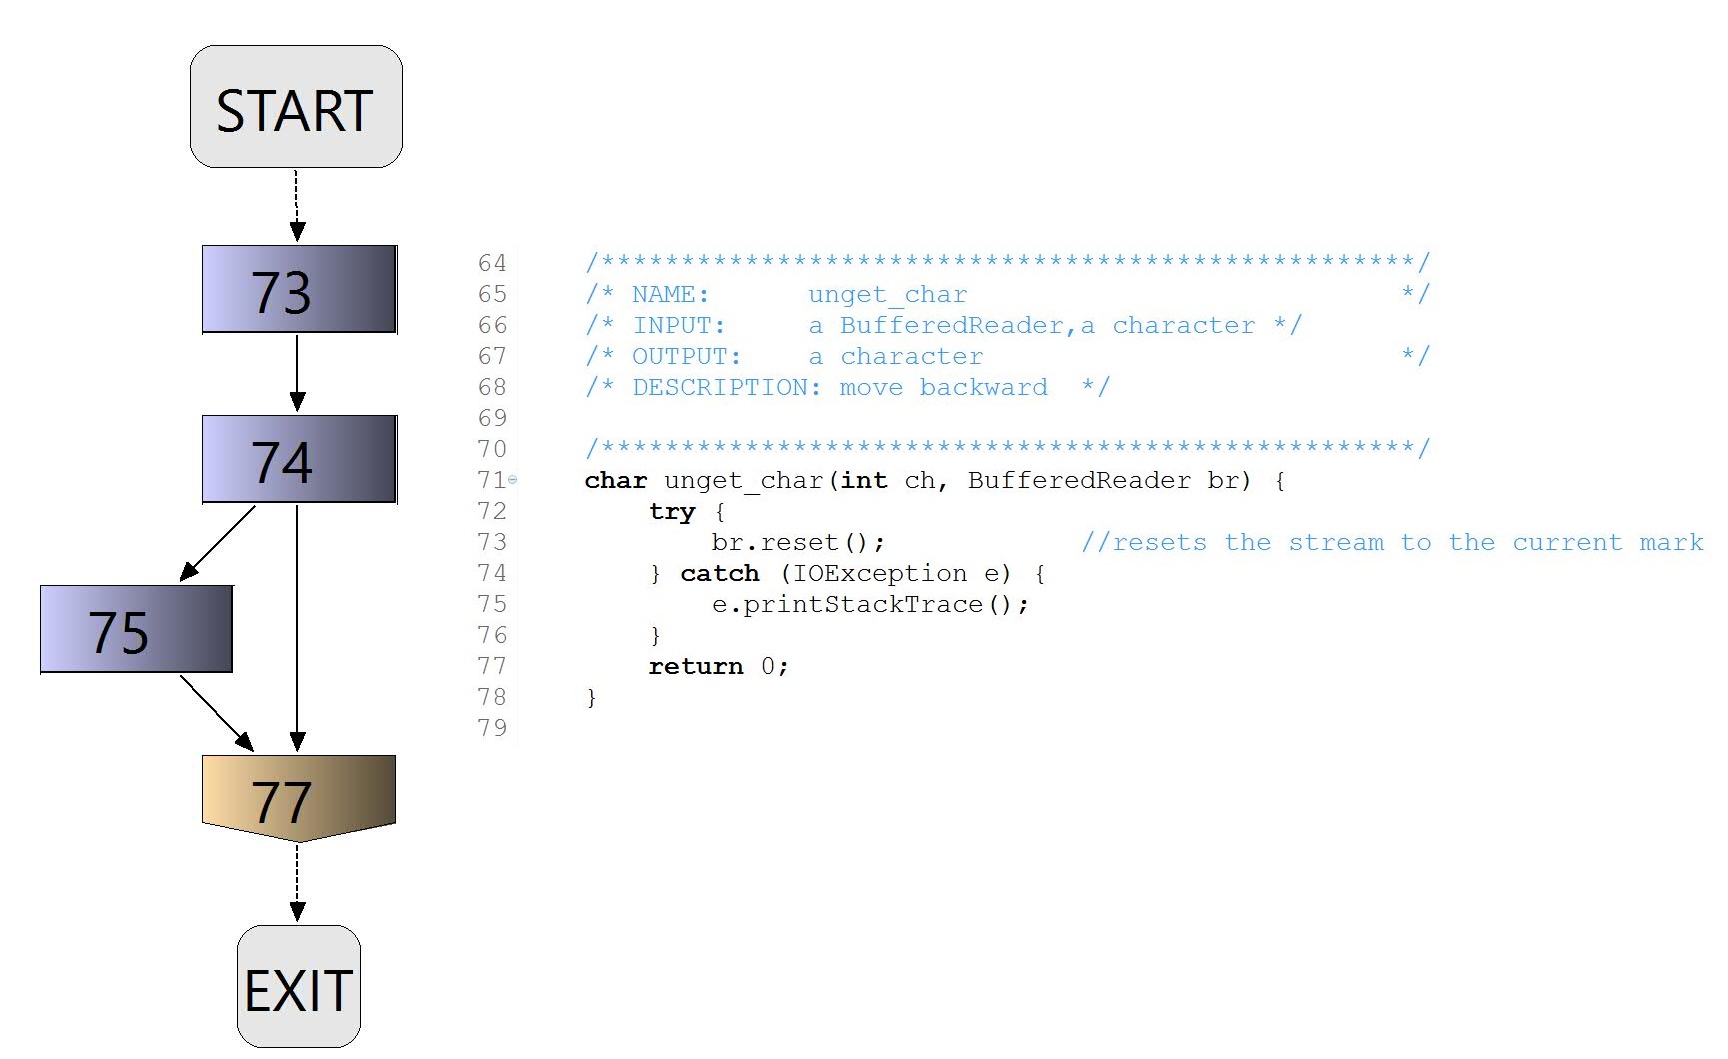 START
73
74
75
77
EXIT
64 /***************************************************/
65 /* NAME: unget_char */
66 /* INPUT: a BufferedReader,a character */
67 /* OUTPUT: a character */
68 /* DESCRIPTION: move backward */
69
70 /***************************************************/
71 char unget_char(int ch, BufferedReader br) {
72 try {
73 br.reset(); //resets the stream to the current mark
74 } catch (IOException e) {
75 e.printStackTrace();
76 }
77 return 0;
78 }
79